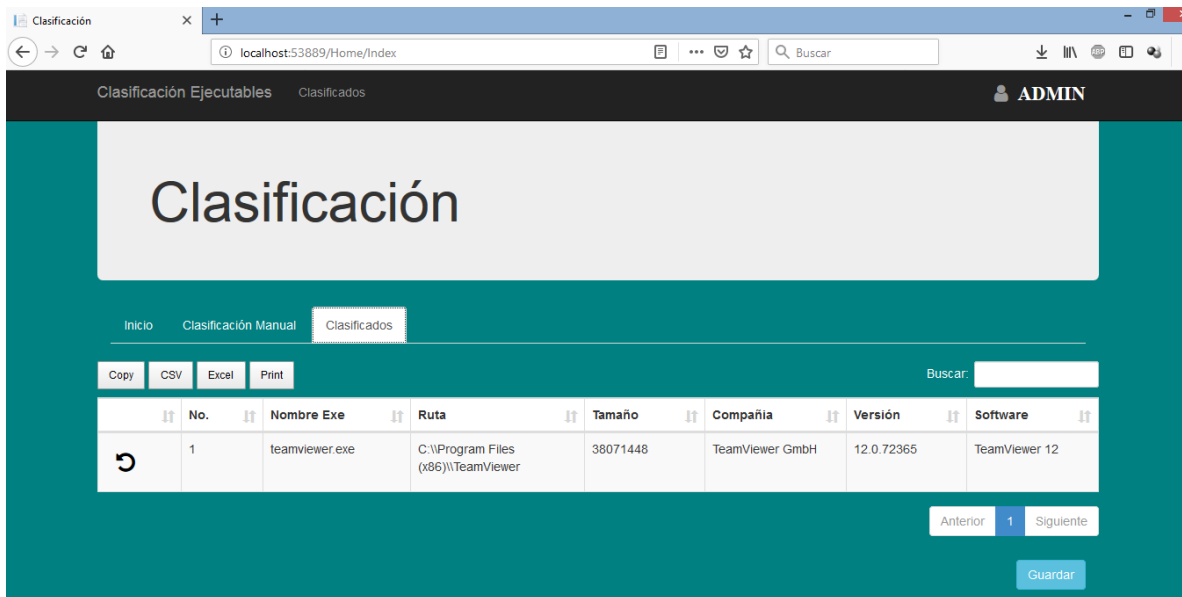 Clasificación
localhost:53889/Home/Index
Buscar
ABP
Clasificación Ejecutables Clasificados ADMIN
Clasificación
Inicio Clasificación Manual Clasificados
Copy CSV Excel Print Buscar:
No. Nombre Exe Ruta Tamaño Compañia Versión Software
1 teamviewer.exe C:\\Program Files 38071448 TeamViewer GmbH 12.0.72365 TeamViewer 12
(x86)\\TeamViewer
Anterior 1 Siguiente
Guardar